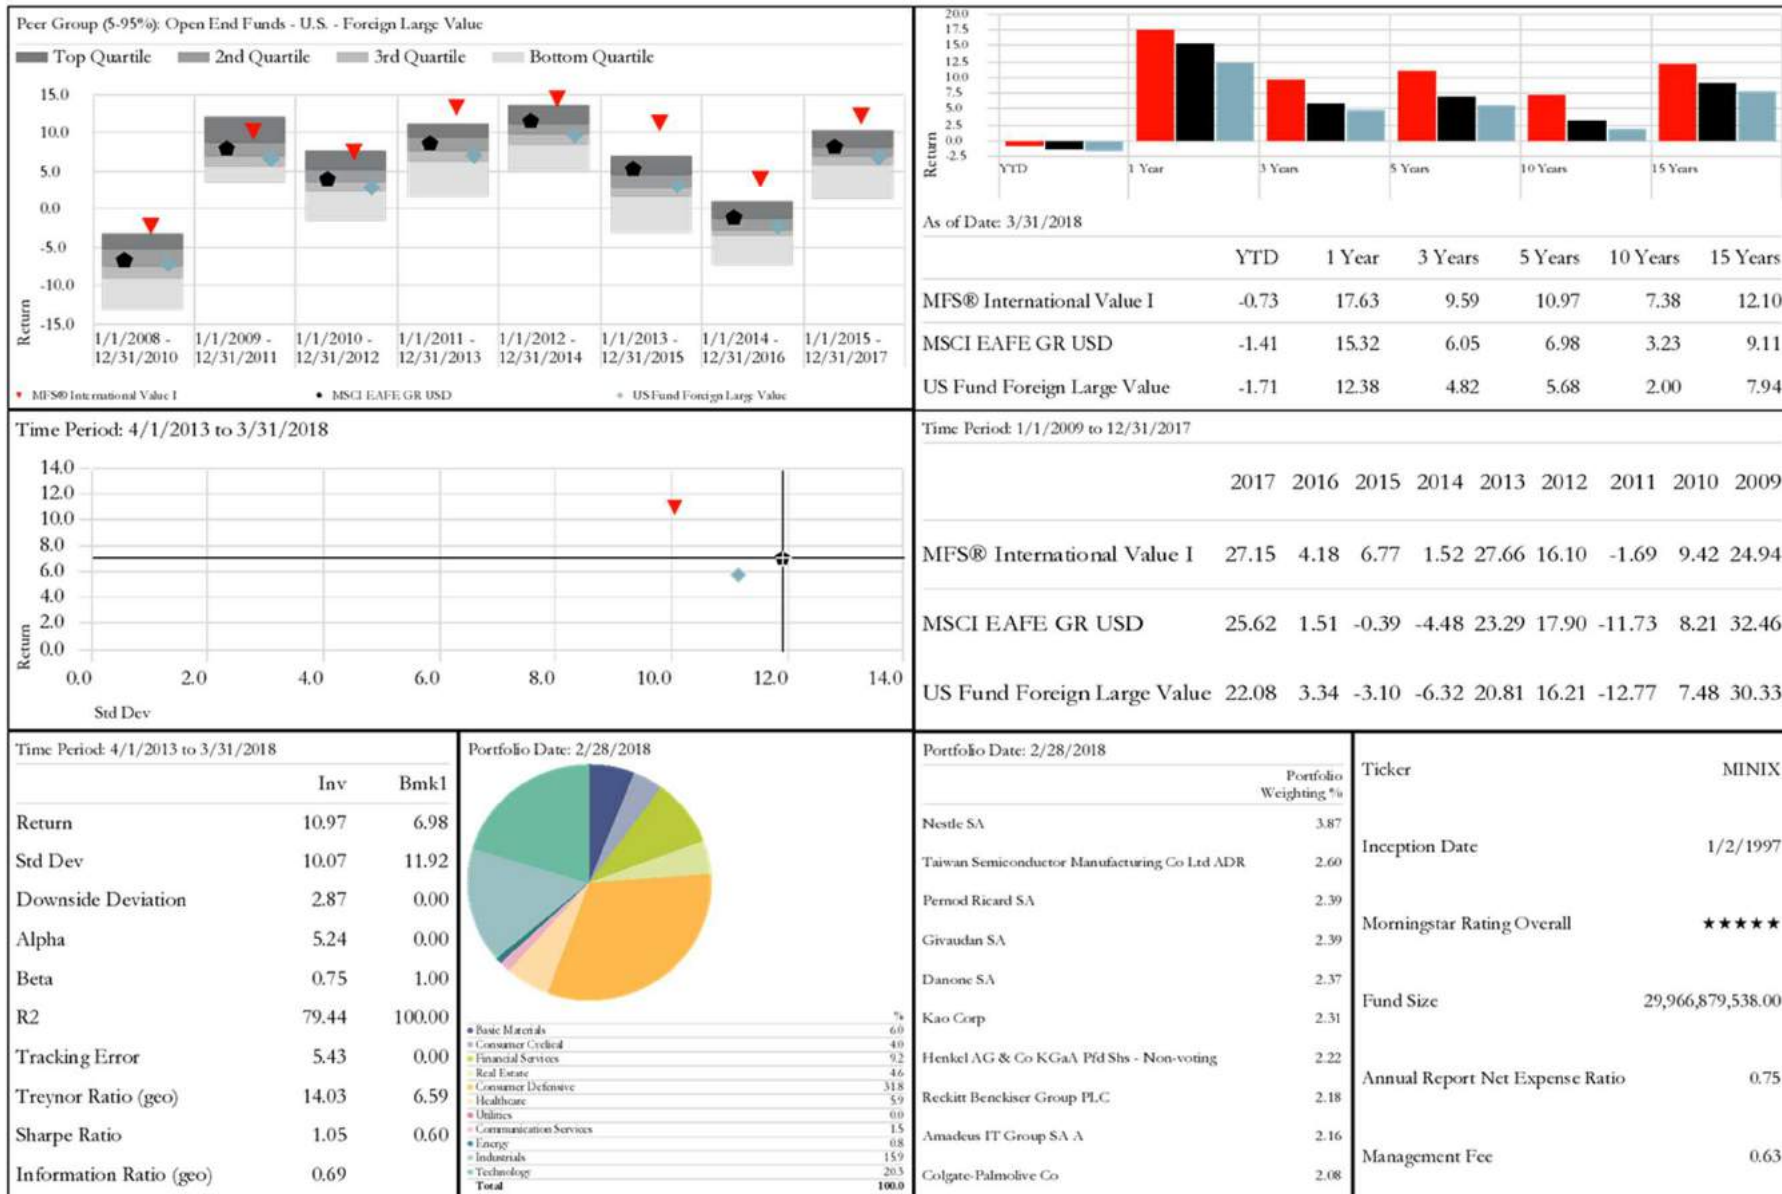 Peer Group (5-95%): Open End Funds - U.S. - Foreign Large Value
Top Quartile 2nd Quartile 3rd Quartile Bottom Quartile
15.0
10.0
5.0
0.0
-5.0
-10.0
-15.0
Return
1/1/2008 - 12/31/2010
1/1/2009 - 12/31/2011
1/1/2010 - 12/31/2012
1/1/2011 - 12/31/2013
1/1/2012 - 12/31/2014
1/1/2013 - 12/31/2015
1/1/2014 - 12/31/2016
1/1/2015 - 12/31/2017
MFS® International Value I MSCI EAFE GR USD US Fund Foreign Large Value
20.0
17.5
15.0
12.5
10.0
7.5
5.0
2.5
0.0
-2.5
Return
YTD 1 Year 3 Years 5 Years 10 Years 15 Years
As of Date: 3/31/2018
YTD 1 Year 3 Years 5 Years 10 Years 15 Years
MFS® International Value I -0.73 17.63 9.59 10.97 7.38 12.10
MSCI EAFE GR USD -1.41 15.32 6.05 6.98 3.23 9.11
US Fund Foreign Large Value -1.71 12.38 4.82 5.68 2.00 7.94
Time Period: 4/1/2013 to 3/31/2018
14.0
12.0
10.0
8.0
6.0
4.0
2.0
0.0
Return
0.0 2.0 4.0 6.0 8.0 10.0 12.0 14.0
Std Dev
Time Period: 1/1/2009 to 12/31/2017
2017 2016 2015 2014 2013 2012 2011 2010 2009
MFS® International Value I 27.15 4.18 6.77 1.52 27.66 16.10 -1.69 9.42 24.94
MSCI EAFE GR USD 25.62 1.51 -0.39 -4.48 23.29 17.90 -11.73 8.21 32.46
US Fund Foreign Large Value 22.08 3.34 -3.10 -6.32 20.81 16.21 -12.77 7.48 30.33
Time Period: 4/1/2013 to 3/31/2018
Inv Bmk1
Return 10.97 6.98
Std Dev 10.07 11.92
Downside Deviation 2.87 0.00
Alpha 5.24 0.00
Beta 0.75 1.00
R2 79.44 100.00
Tracking Error 5.43 0.00
Treynor Ratio (geo) 14.03 6.59
Sharpe Ratio 1.05 0.60
Information Ratio (geo) 0.69
Portfolio Date: 2/28/2018
%
Basic Materials 6.0
Consumer Cyclical 4.0
Financial Services 9.2
Real Estate 4.6
Consumer Defensive 31.8
Healthcare 5.9
Utilities 0.0
Communication Services 1.5
Energy 0.8
Industrials 15.9
Technology 20.3
Total 100.0
Portfolio Date: 2/28/2018
Portfolio
Weighting %
Nestle SA 3.87
Taiwan Semiconductor Manufacturing Co Ltd ADR 2.60
Pernod Ricard SA 2.39
Givaudan SA 2.39
Danone SA 2.37
Kao Corp 2.31
Henkel AG & Co KGaA Pfd Shs - Non-voting 2.22
Reckitt Benckiser Group PLC 2.18
Amadeus IT Group SA A 2.16
Colgate-Palmolive Co 2.08
Ticker MINIX
Inception Date 1/2/1997
Morningstar Rating Overall ★★★★★
Fund Size 29,966,879,538.00
Annual Report Net Expense Ratio 0.75
Management Fee 0.63